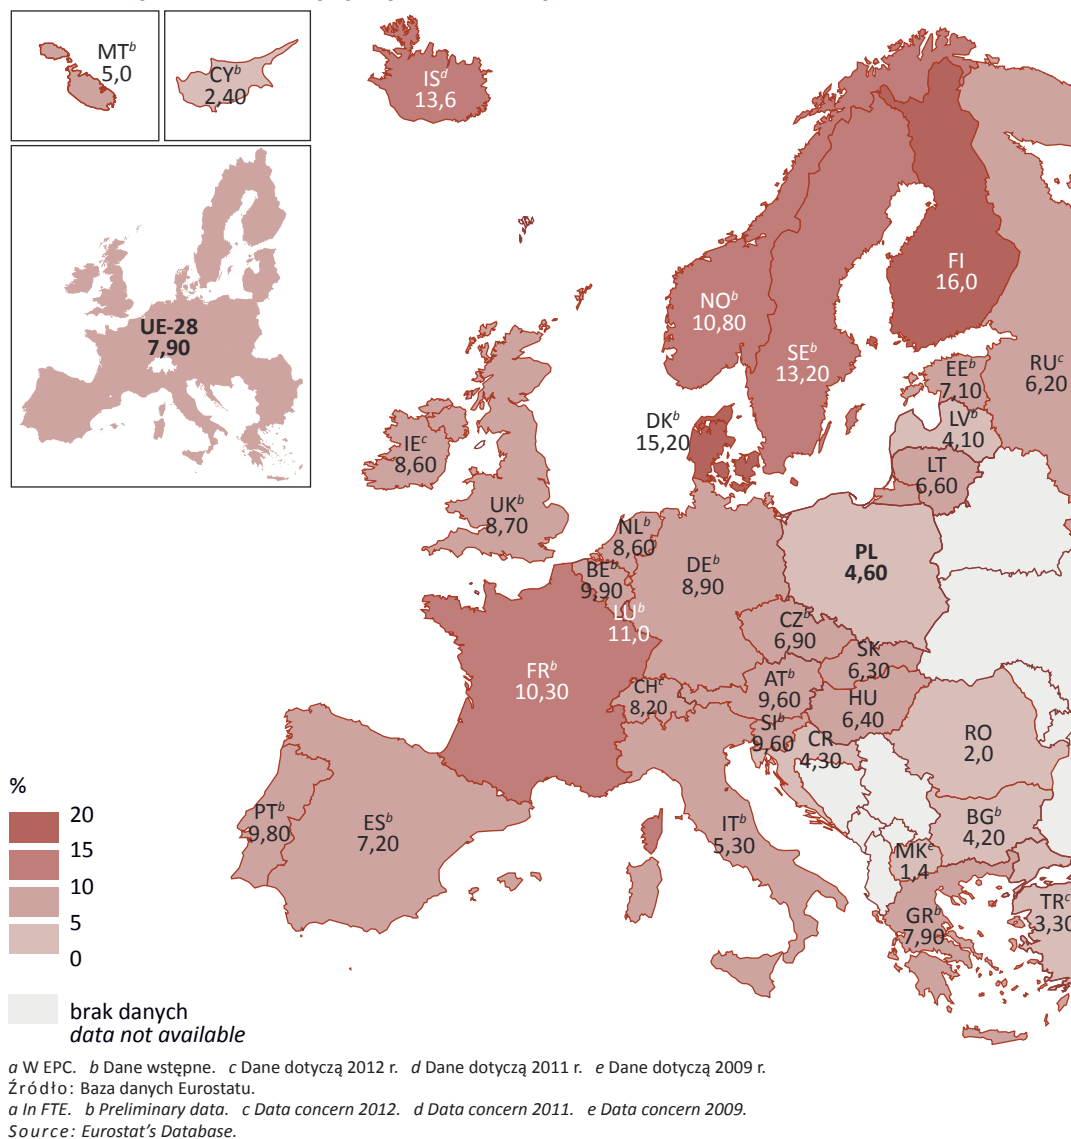 MTb
5,0
CYb
2,40
ISd
13,6
UE-28
7,90
FI
16,0
NOb
10,80
SEb
13,20
RUc
6,20
EEb
7,10
LVb
4,10
DKb
15,20
LT
6,60
IEc
8,60
UKb
8,70
NLb
8,60
BEb
9,90
DEb
8,90
PL
4,60
LUb
11,0
CZb
6,90
SK
6,30
FRb
10,30
CHc
8,20
ATb
9,60
HU
6,40
SIb
9,60
CR
4,30
RO
2,0
PTb
9,80
ESb
7,20
ITb
5,30
BGb
4,20
MKe
1,4
TRc
3,30
GRb
7,90
%
20
15
10
5
0
brak danych
data not available
a W EPC. b Dane wstępne. c Dane dotyczą 2012 r. d Dane dotyczą 2011 r. e Dane dotyczą 2009 r.
Źródło: Baza danych Eurostatu.
a In FTE. b Preliminary data. c Data concern 2012. d Data concern 2011. e Data concern 2009.
Source: Eurostat's Database.